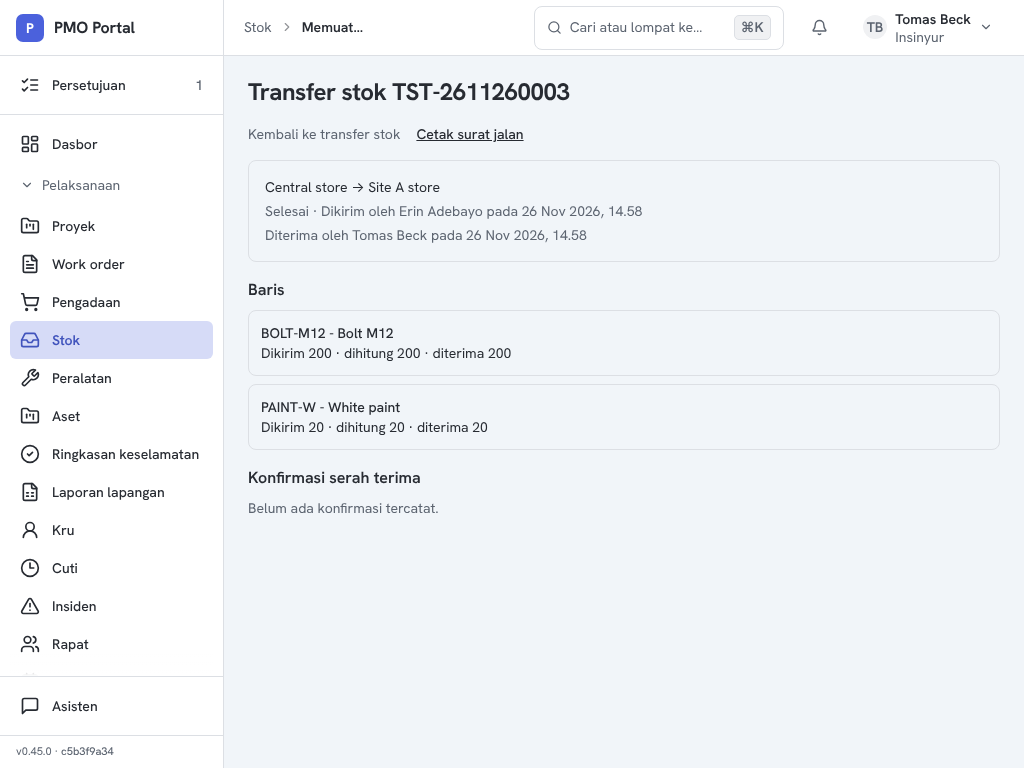 P PMO Portal
Stok > Memuat...
Cari atau lompat ke... ⌘K
TB Tomas Beck
Insinyur
Persetujuan 1
Dasbor
Pelaksanaan
Proyek
Work order
Pengadaan
Stok
Peralatan
Aset
Ringkasan keselamatan
Laporan lapangan
Kru
Cuti
Insiden
Rapat
Asisten
v0.45.0 · c5b3f9a34
Transfer stok TST-2611260003
Kembali ke transfer stok Cetak surat jalan
Central store → Site A store
Selesai · Dikirim oleh Erin Adebayo pada 26 Nov 2026, 14.58
Diterima oleh Tomas Beck pada 26 Nov 2026, 14.58
Baris
BOLT-M12 - Bolt M12
Dikirim 200 · dihitung 200 · diterima 200
PAINT-W - White paint
Dikirim 20 · dihitung 20 · diterima 20
Konfirmasi serah terima
Belum ada konfirmasi tercatat.